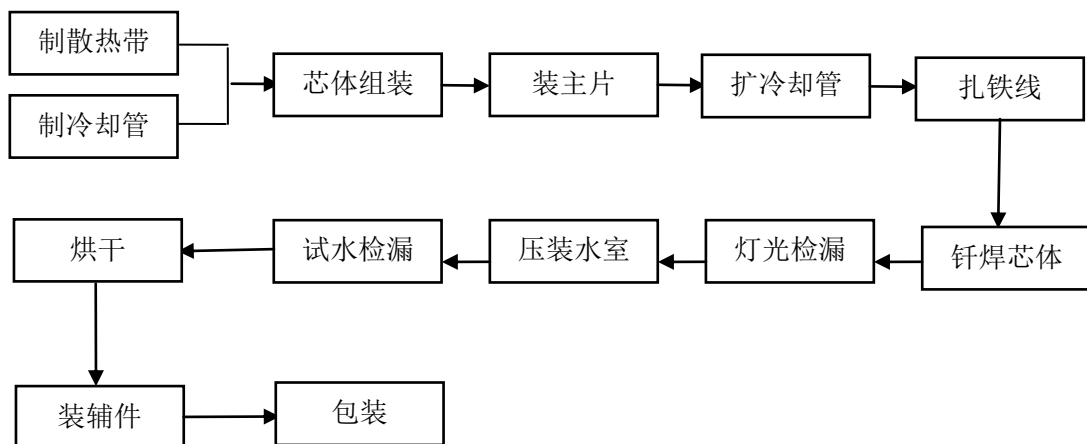 制散热带
制冷却管
芯体组装
装主片
扩冷却管
扎铁线
钎焊芯体
灯光检漏
压装水室
试水检漏
烘干
装辅件
包装